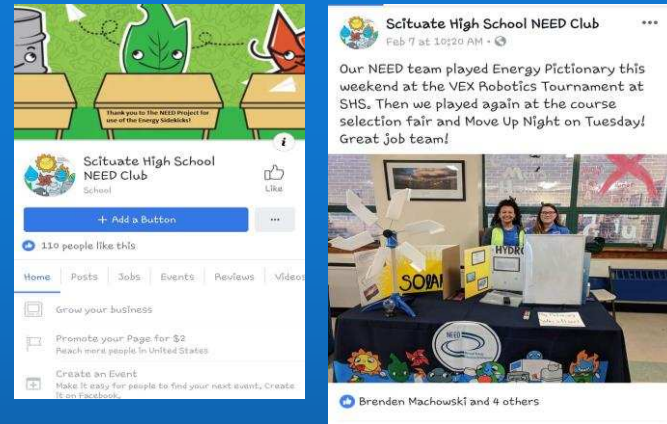 Thank you to The NEED Project for
use of the Energy Sidekicks!
i
Scituate High School
NEED Club
School
Like
+ Add a Button
...
110 people like this
Home Posts Jobs Events Reviews Videos
Grow your business
Promote your Page for $2
Reach more people in United States
Create an Event
Make it easy for people to find your next event. Create
it on Facebook.
Scituate High School NEED Club
Feb 7 at 10:20 AM
Our NEED team played Energy Pictionary this
weekend at the VEX Robotics Tournament at
SHS. Then we played again at the course
selection fair and Move Up Night on Tuesday!
Great job team!
HYDRO
SOLAR
NEED
Brenden Machowski and 4 others